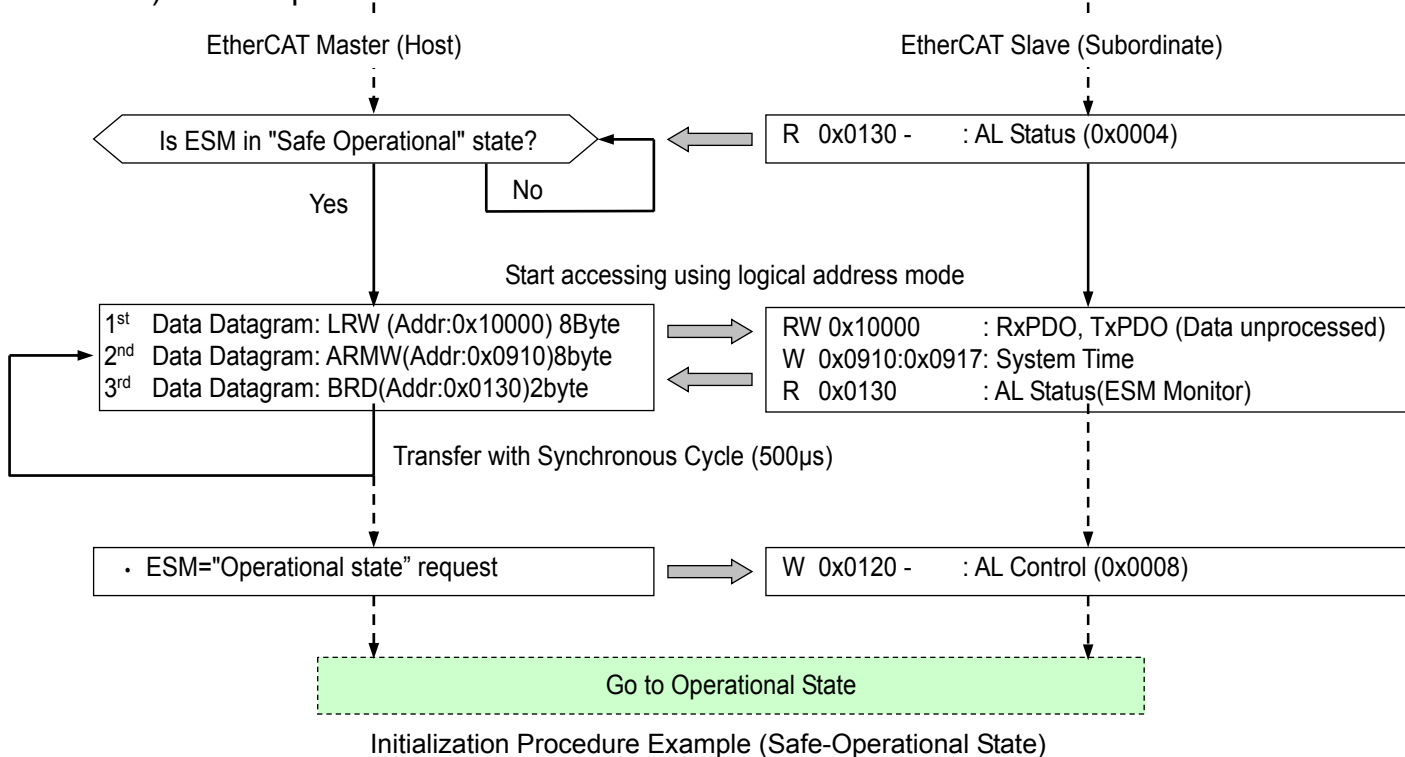 EtherCAT Master (Host)
EtherCAT Slave (Subordinate)
Is ESM in "Safe Operational" state?
R 0x0130 - : AL Status (0x0004)
No
Yes
Start accessing using logical address mode
1st Data Datagram: LRW (Addr:0x10000) 8Byte
2nd Data Datagram: ARMW(Addr:0x0910)8byte
3rd Data Datagram: BRD(Addr:0x0130)2byte
RW 0x10000 : RxPDO, TxPDO (Data unprocessed)
W 0x0910:0x0917: System Time
R 0x0130 : AL Status(ESM Monitor)
Transfer with Synchronous Cycle (500µs)
・ ESM="Operational state” request
W 0x0120 - : AL Control (0x0008)
Go to Operational State
Initialization Procedure Example (Safe-Operational State)